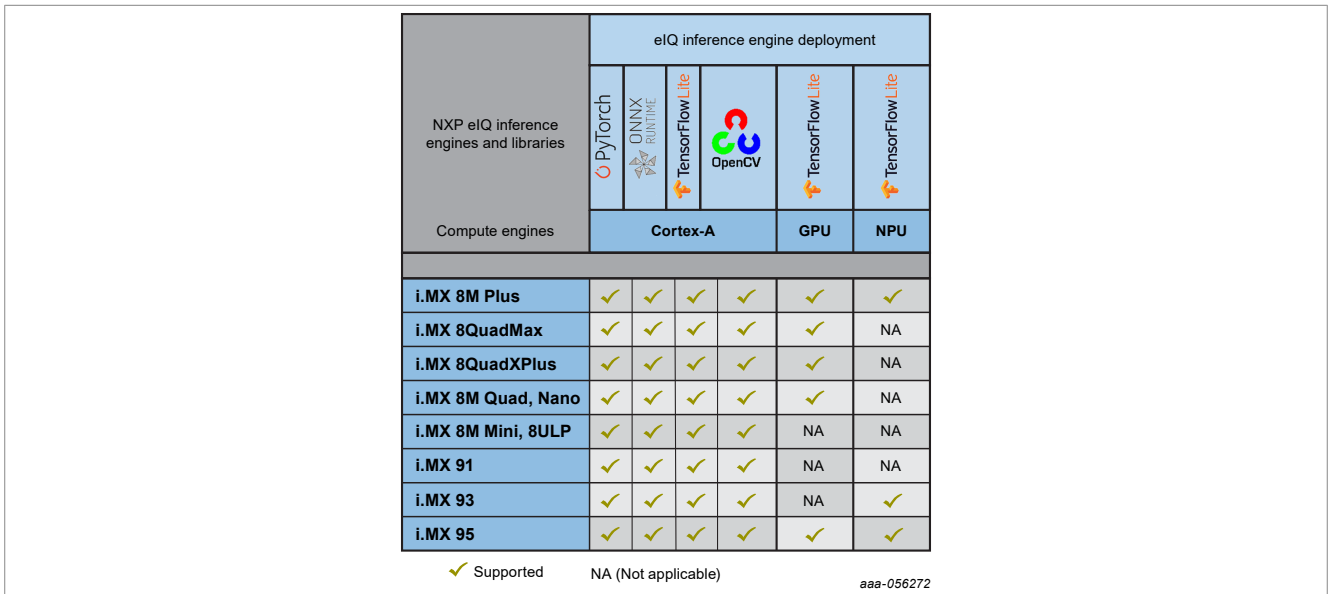 eIQ inference engine deployment
NXP eIQ inference
engines and libraries
PyTorch
ONNX
RUNTIME
TensorFlow Lite
OpenCV
TensorFlow Lite
TensorFlow Lite
Compute engines
Cortex-A
GPU
NPU
i.MX 8M Plus ✓ ✓ ✓ ✓ ✓ ✓
i.MX 8QuadMax ✓ ✓ ✓ ✓ ✓ NA
i.MX 8QuadXPlus ✓ ✓ ✓ ✓ ✓ NA
i.MX 8M Quad, Nano ✓ ✓ ✓ ✓ ✓ NA
i.MX 8M Mini, 8ULP ✓ ✓ ✓ ✓ NA NA
i.MX 91 ✓ ✓ ✓ ✓ NA NA
i.MX 93 ✓ ✓ ✓ ✓ NA ✓
i.MX 95 ✓ ✓ ✓ ✓ ✓ ✓
✓ Supported NA (Not applicable)
aaa-056272